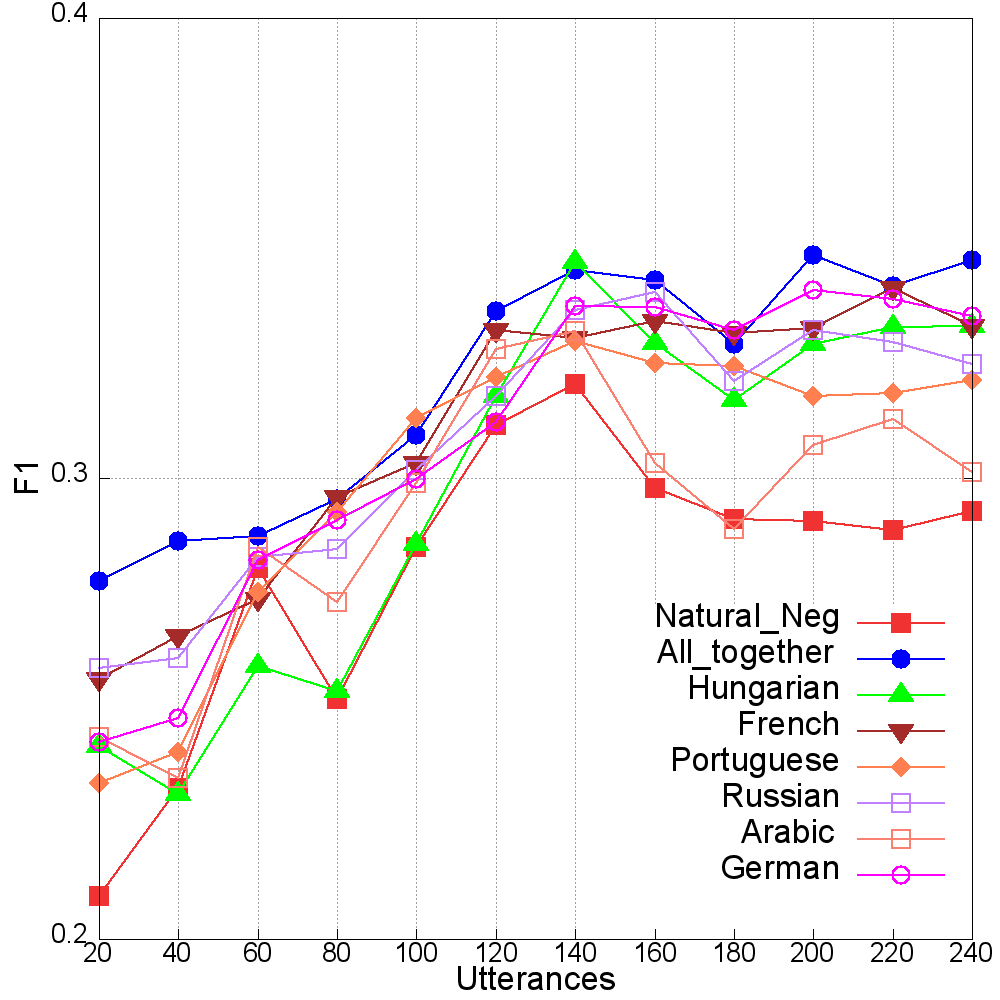 0.4
0.3
0.2
F1
20 40 60 80 100 120 140 160 180 200 220 240
Utterances
Natural_Neg
All_together
Hungarian
French
Portuguese
Russian
Arabic
German